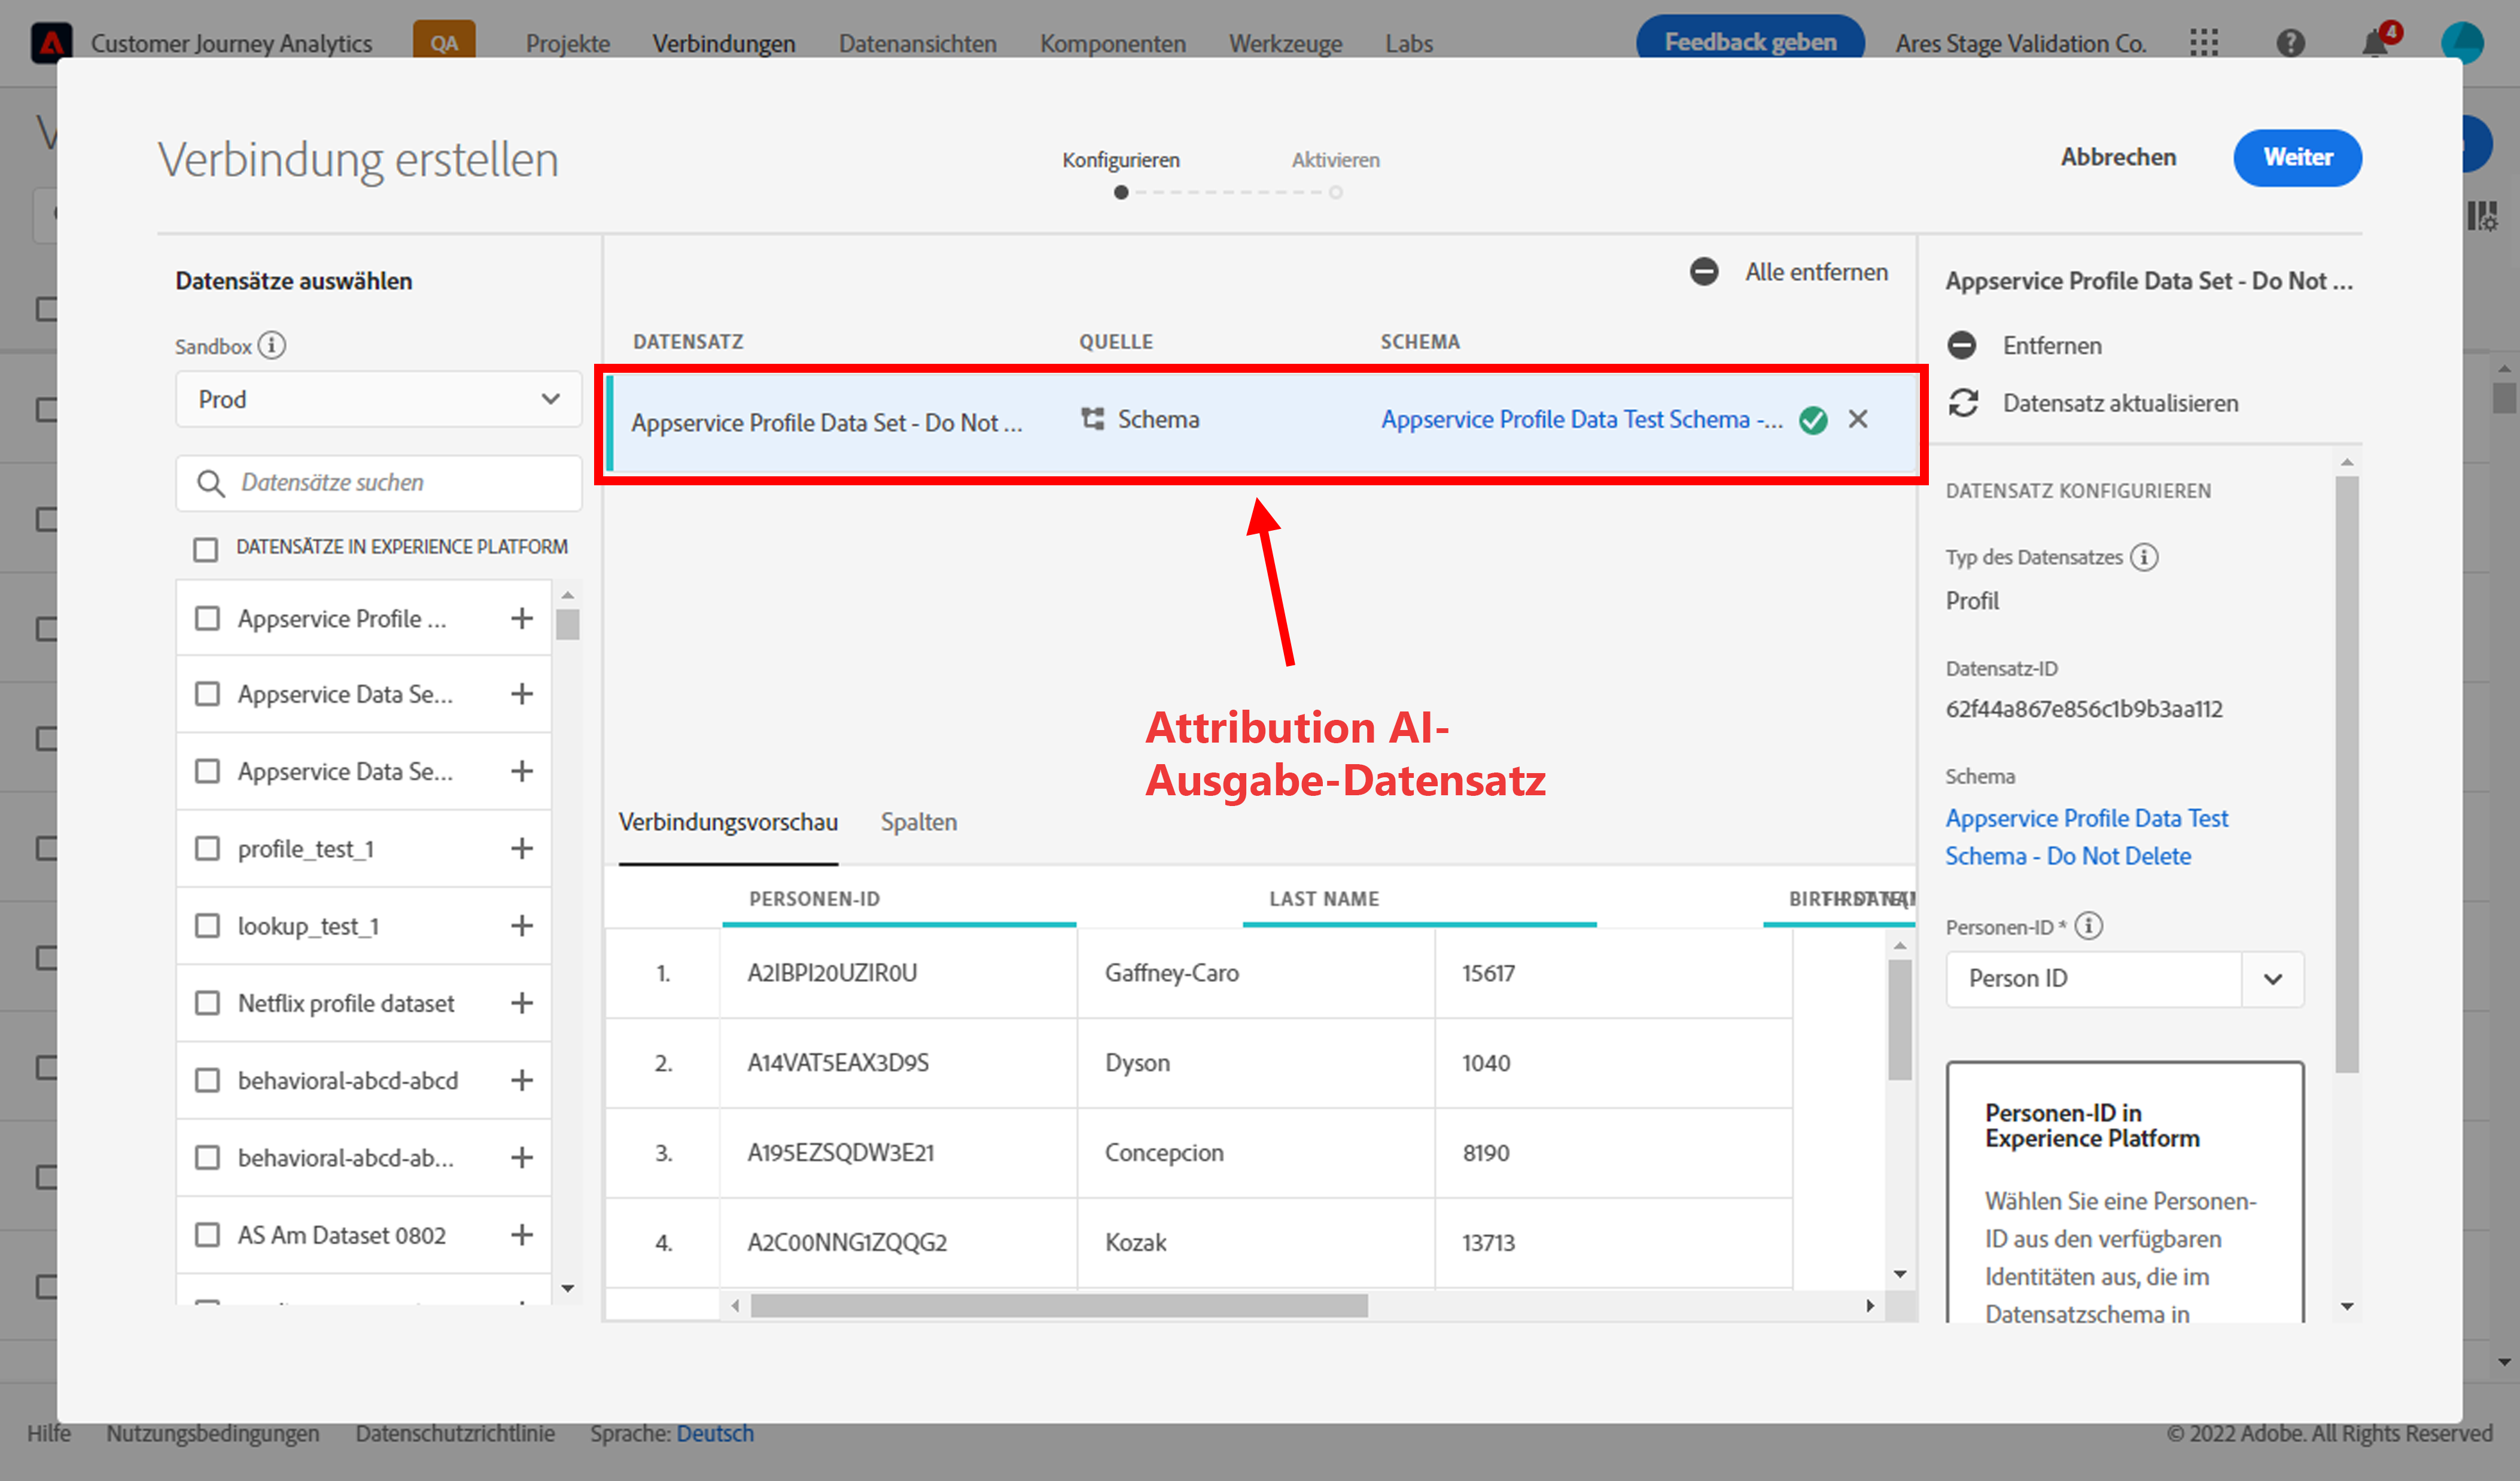 Customer Journey Analytics QA Projekte Verbindungen Datenansichten Komponenten Werkzeuge Labs Feedback geben Ares Stage Validation Co. 4
Verbindung erstellen
Konfigurieren Aktivieren
Abbrechen Weiter
Datensätze auswählen
Sandbox
Prod
Datensätze suchen
DATENSÄTZE IN EXPERIENCE PLATFORM
Appservice Profile ...
Appservice Data Se...
Appservice Data Se...
profile_test_1
lookup_test_1
Netflix profile dataset
behavioral-abcd-abcd
behavioral-abcd-ab...
AS Am Dataset 0802
Alle entfernen
DATENSATZ QUELLE SCHEMA
Appservice Profile Data Set - Do Not ... Schema Appservice Profile Data Test Schema -...
Attribution AI-
Ausgabe-Datensatz
Verbindungsvorschau Spalten
PERSONEN-ID LAST NAME
1. A2IBPI20UZIR0U Gaffney-Caro 15617
2. A14VAT5EAX3D9S Dyson 1040
3. A195EZSQDW3E21 Concepcion 8190
4. A2C00NNG1ZQQG2 Kozak 13713
Appservice Profile Data Set - Do Not ...
Entfernen
Datensatz aktualisieren
DATENSATZ KONFIGURIEREN
Typ des Datensatzes
Profil
Datensatz-ID
62f44a867e856c1b9b3aa112
Schema
Appservice Profile Data Test
Schema - Do Not Delete
Personen-ID *
Person ID
Personen-ID in
Experience Platform
Wählen Sie eine Personen-
ID aus den verfügbaren
Identitäten aus, die im
Datensatzschema in
Hilfe Nutzungsbedingungen Datenschutzrichtlinie Sprache: Deutsch © 2022 Adobe. All Rights Reserved